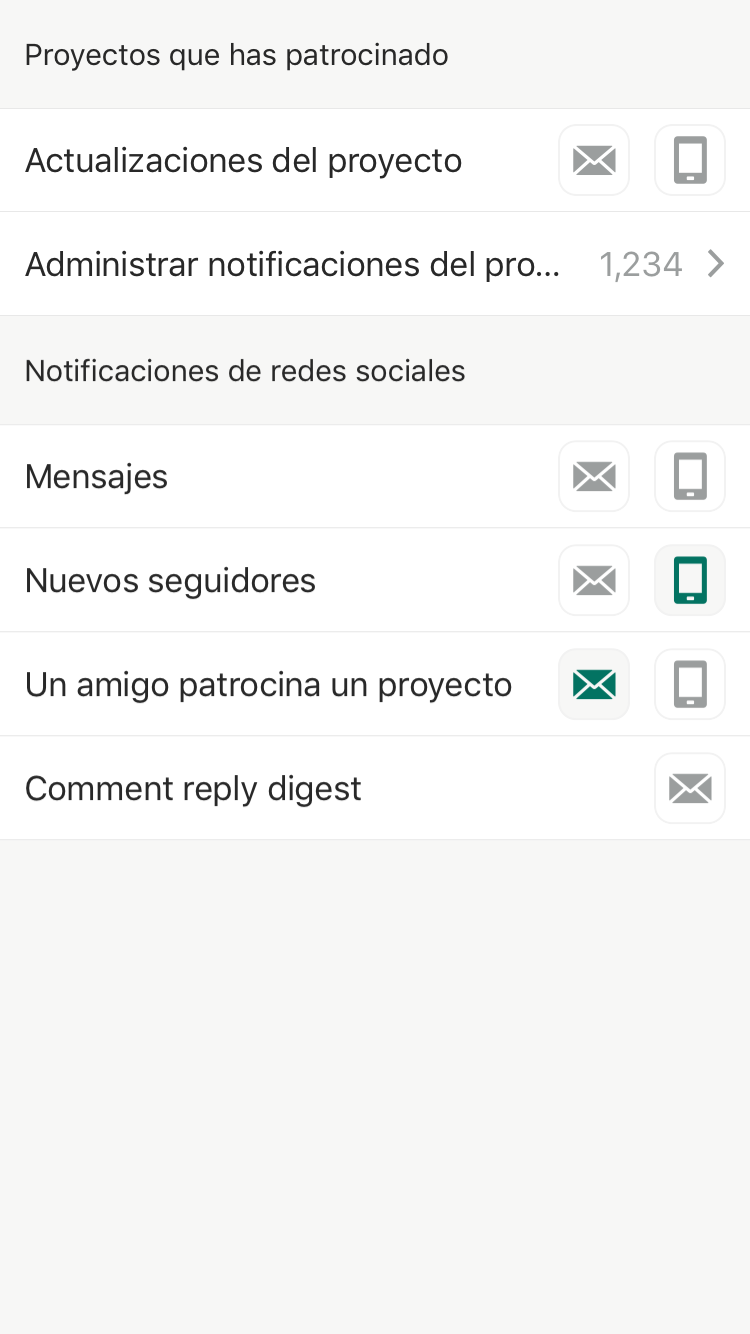 Proyectos que has patrocinado
Actualizaciones del proyecto
Administrar notificaciones del pro... 1,234
Notificaciones de redes sociales
Mensajes
Nuevos seguidores
Un amigo patrocina un proyecto
Comment reply digest